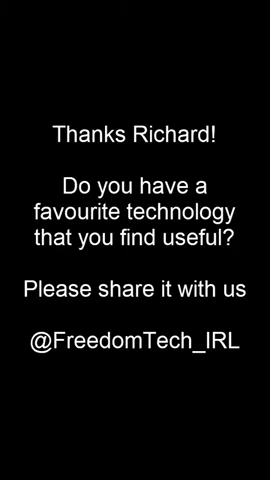 Thanks Richard!
Do you have a
favourite technology
that you find useful?
Please share it with us
@FreedomTech_IRL